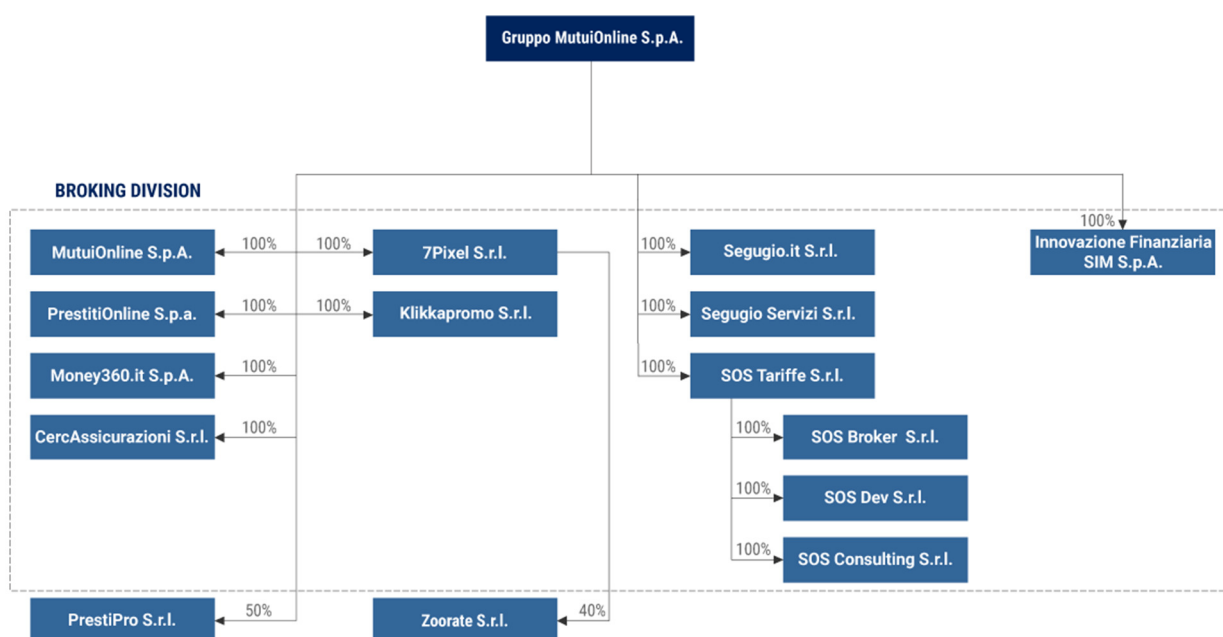 Gruppo MutuiOnline S.p.A.
BROKING DIVISION
MutuiOnline S.p.A.
100%
100%
7Pixel S.r.l.
100%
Segugio.it S.r.l.
100%
Innovazione Finanziaria
SIM S.p.A.
PrestitiOnline S.p.a.
100%
100%
Klikkapromo S.r.l.
100%
Segugio Servizi S.r.l.
Money360.it S.p.A.
100%
100%
SOS Tariffe S.r.l.
CercAssicurazioni S.r.l.
100%
100%
SOS Broker S.r.l.
100%
SOS Dev S.r.l.
100%
SOS Consulting S.r.l.
PrestiPro S.r.l.
50%
Zoorate S.r.l.
40%